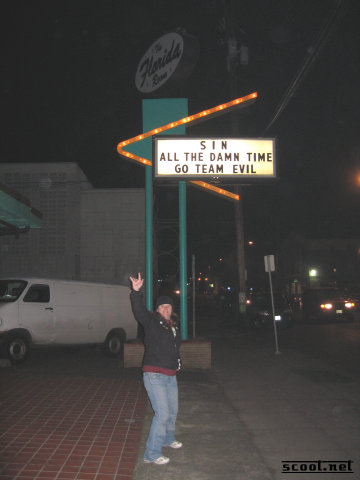 The
Florida
Room
SIN
ALL THE DAMN TIME
GO TEAM EVIL
scool.net